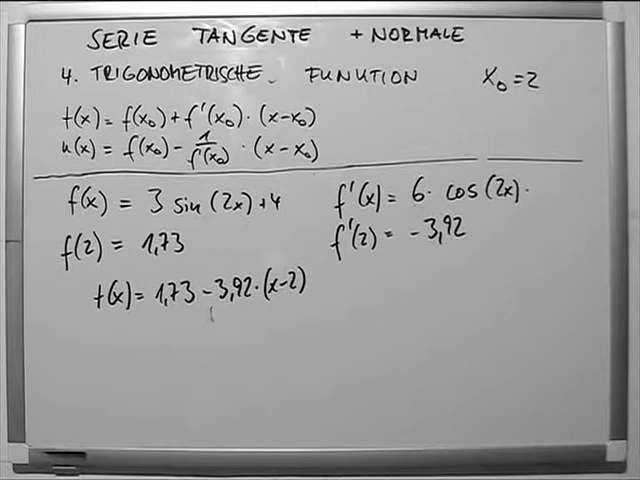 SERIE TANGENTE + NORMALE
4. TRIGONOMETRISCHE FUNUTION x₀=2
t(x) = f(x₀) + f'(x₀) · (x-x₀)
n(x) = f(x₀) - 1/f'(x₀) · (x-x₀)
f(x) = 3 sin (2x) + 4 f'(x) = 6 · cos (2x) ·
f(2) = 1,73 f'(2) = -3,92
t(x) = 1,73 - 3,92 · (x-2)